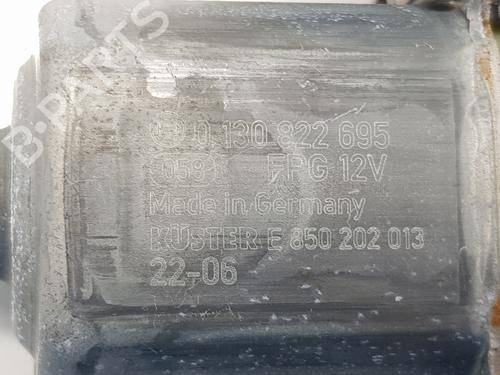 B-PARTS
0 130 822 695
059 FPG 12V
Made in Germany
KÜSTER E 850 202 013
22-06